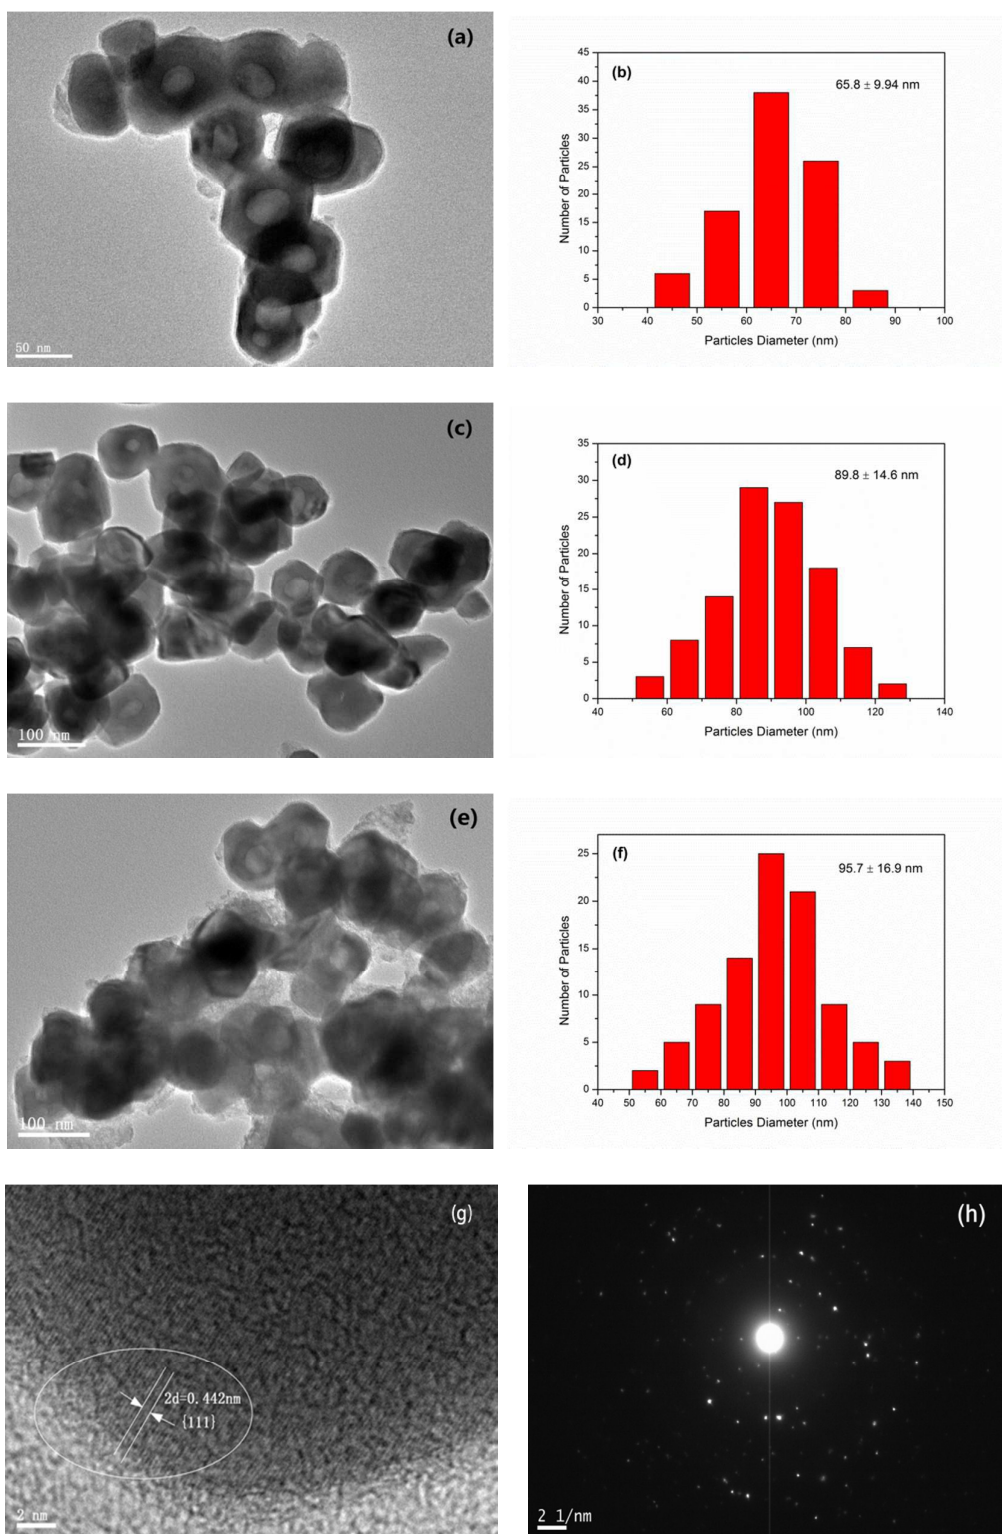 (a)
50 nm
(b)
65.8 ± 9.94 nm
Number of Particles
45
40
35
30
25
20
15
10
5
0
30 40 50 60 70 80 90 100
Particles Diameter (nm)
(c)
100 nm
(d)
89.8 ± 14.6 nm
Number of Particles
35
30
25
20
15
10
5
0
40 60 80 100 120 140
Particles Diameter (nm)
(e)
100 nm
(f)
95.7 ± 16.9 nm
Number of Particles
25
20
15
10
5
0
40 50 60 70 80 90 100 110 120 130 140 150
Particles Diameter (nm)
(g)
2d=0.442nm
{111}
2 nm
(h)
2 1/nm